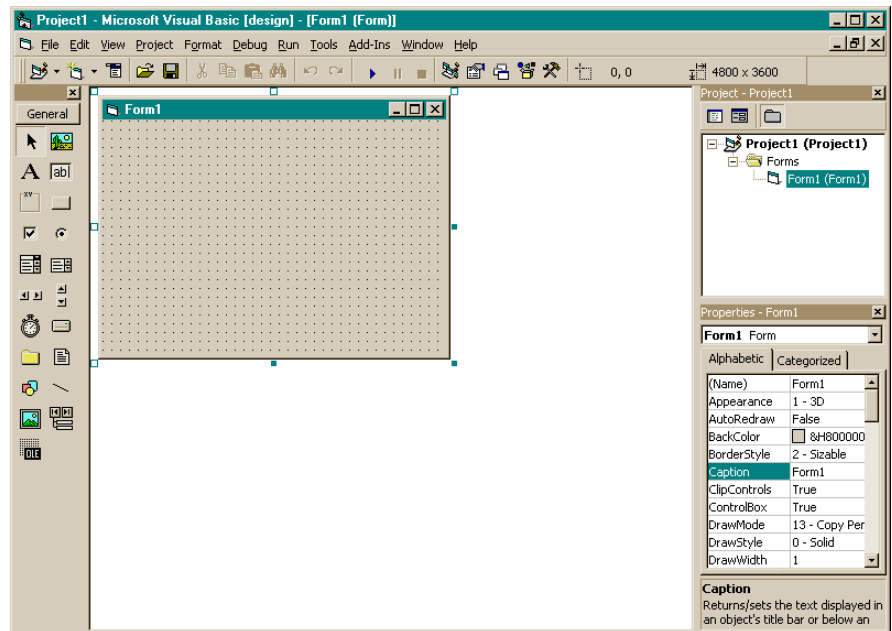 Project1 - Microsoft Visual Basic [design] - [Form1 (Form)]
File Edit View Project Format Debug Run Tools Add-Ins Window Help
0, 0 4800 x 3600
General
A ab|
XY
OLE
Form1
Project - Project1
Project1 (Project1)
Forms
Form1 (Form1)
Properties - Form1
Form1 Form
Alphabetic Categorized
(Name) Form1
Appearance 1 - 3D
AutoRedraw False
BackColor &H800000
BorderStyle 2 - Sizable
Caption Form1
ClipControls True
ControlBox True
DrawMode 13 - Copy Per
DrawStyle 0 - Solid
DrawWidth 1
Caption
Returns/sets the text displayed in
an object's title bar or below an